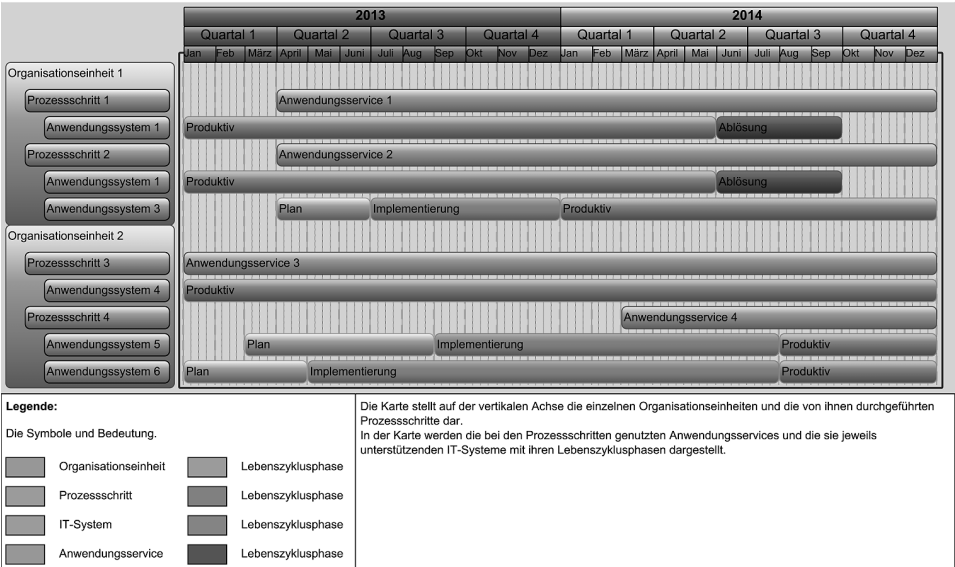 2013 2014
Quartal 1 Quartal 2 Quartal 3 Quartal 4 Quartal 1 Quartal 2 Quartal 3 Quartal 4
Jan Feb März April Mai Juni Juli Aug Sep Okt Nov Dez Jan Feb März April Mai Juni Juli Aug Sep Okt Nov Dez
Organisationseinheit 1
Prozessschritt 1 Anwendungsservice 1
Anwendungssystem 1 Produktiv Ablösung
Prozessschritt 2 Anwendungsservice 2
Anwendungssystem 1 Produktiv Ablösung
Anwendungssystem 3 Plan Implementierung Produktiv
Organisationseinheit 2
Prozessschritt 3 Anwendungsservice 3
Anwendungssystem 4 Produktiv
Prozessschritt 4 Anwendungsservice 4
Anwendungssystem 5 Plan Implementierung Produktiv
Anwendungssystem 6 Plan Implementierung Produktiv
Legende:
Die Symbole und Bedeutung.
Organisationseinheit Lebenszyklusphase
Prozessschritt Lebenszyklusphase
IT-System Lebenszyklusphase
Anwendungsservice Lebenszyklusphase
Die Karte stellt auf der vertikalen Achse die einzelnen Organisationseinheiten und die von ihnen durchgeführten
Prozessschritte dar.
In der Karte werden die bei den Prozessschritten genutzten Anwendungsservices und die sie jeweils
unterstützenden IT-Systeme mit ihren Lebenszyklusphasen dargestellt.